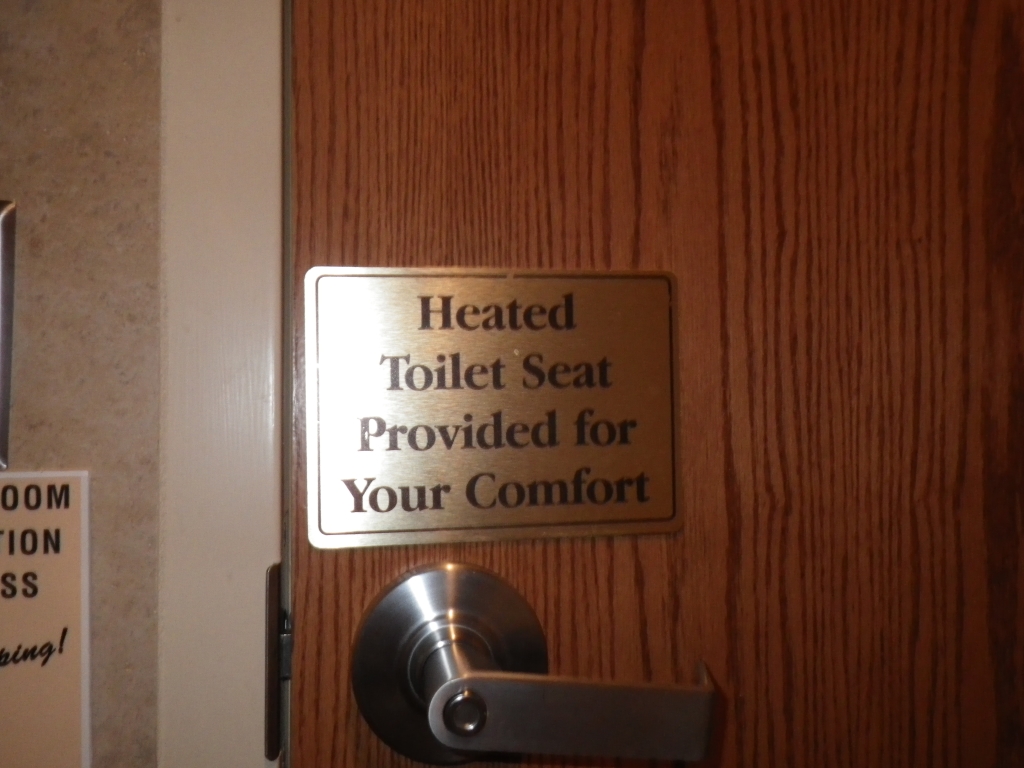 Heated
Toilet Seat
Provided for
Your Comfort
OOM
TION
SS
ping!